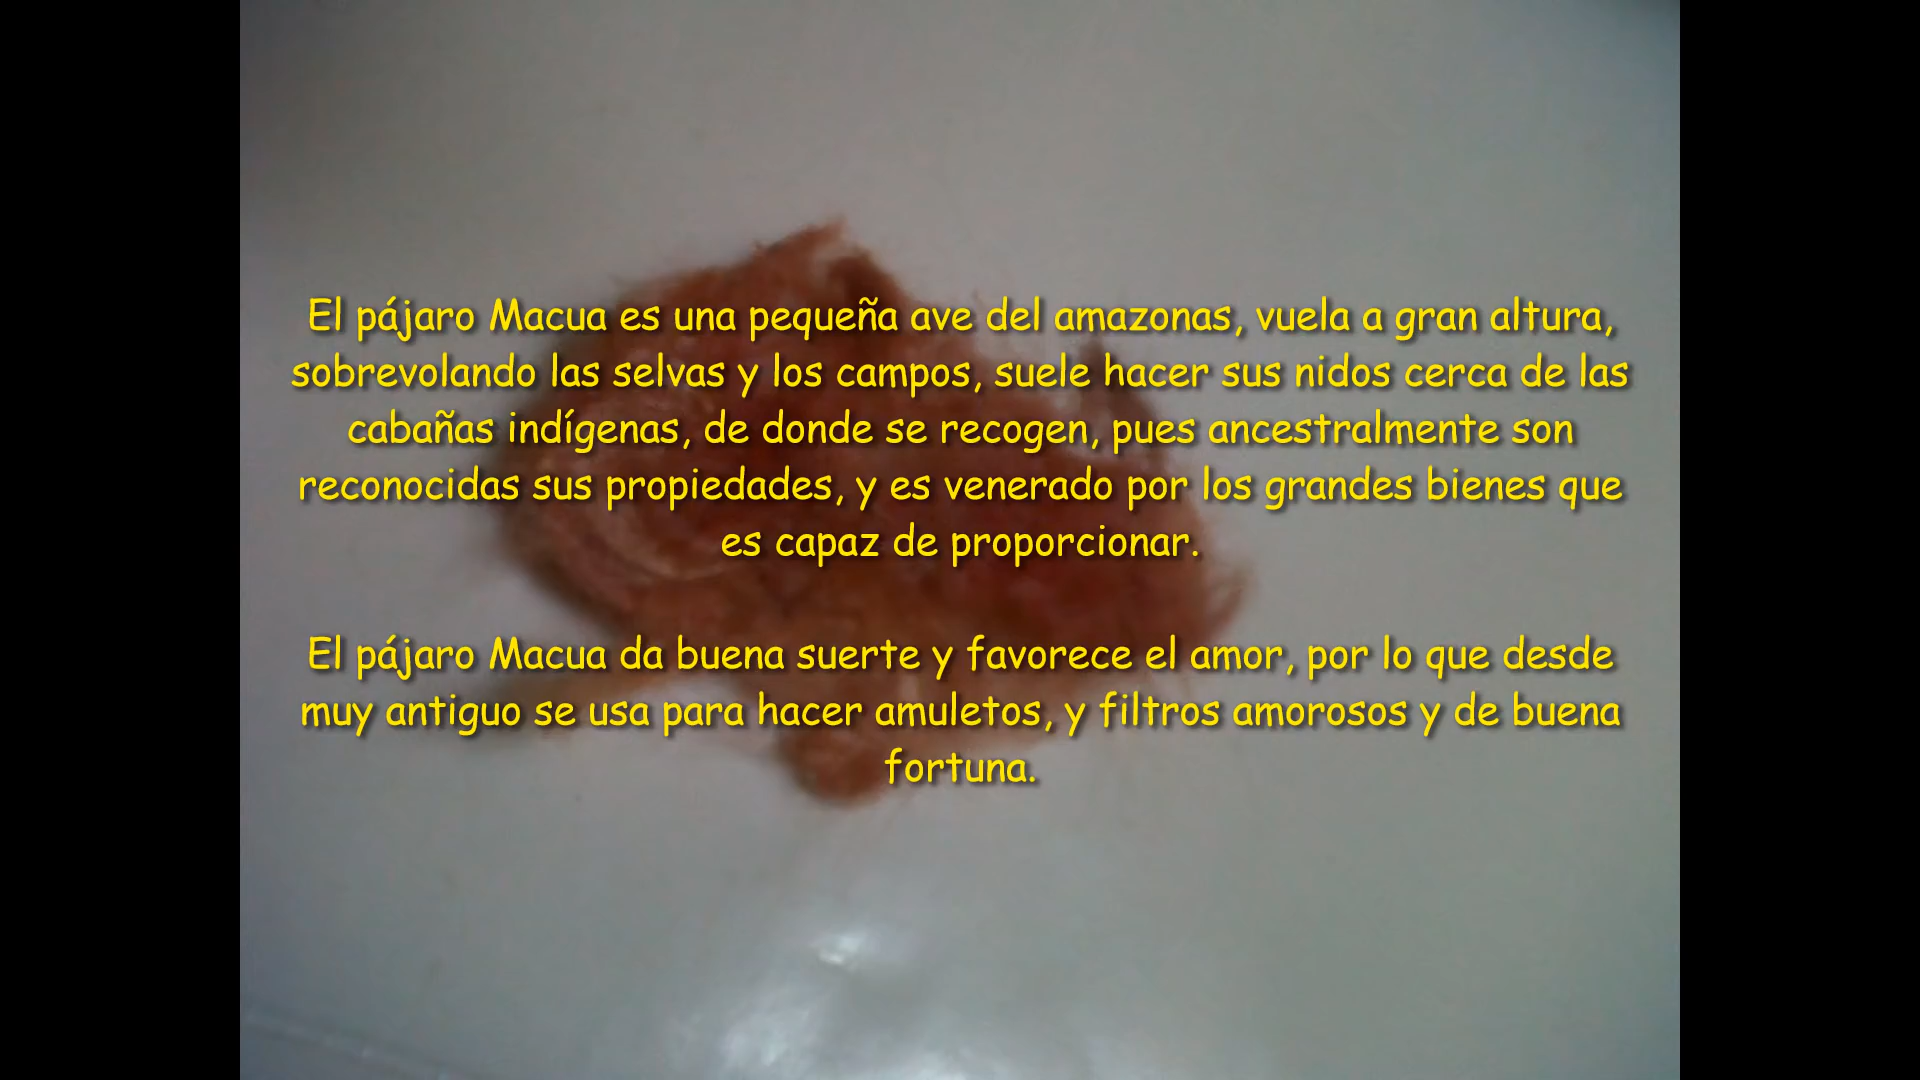 El pájaro Macua es una pequeña ave del amazonas, vuela a gran altura,
sobrevolando las selvas y los campos, suele hacer sus nidos cerca de las
cabañas indígenas, de donde se recogen, pues ancestralmente son
reconocidas sus propiedades, y es venerado por los grandes bienes que
es capaz de proporcionar.
El pájaro Macua da buena suerte y favorece el amor, por lo que desde
muy antiguo se usa para hacer amuletos, y filtros amorosos y de buena
fortuna.